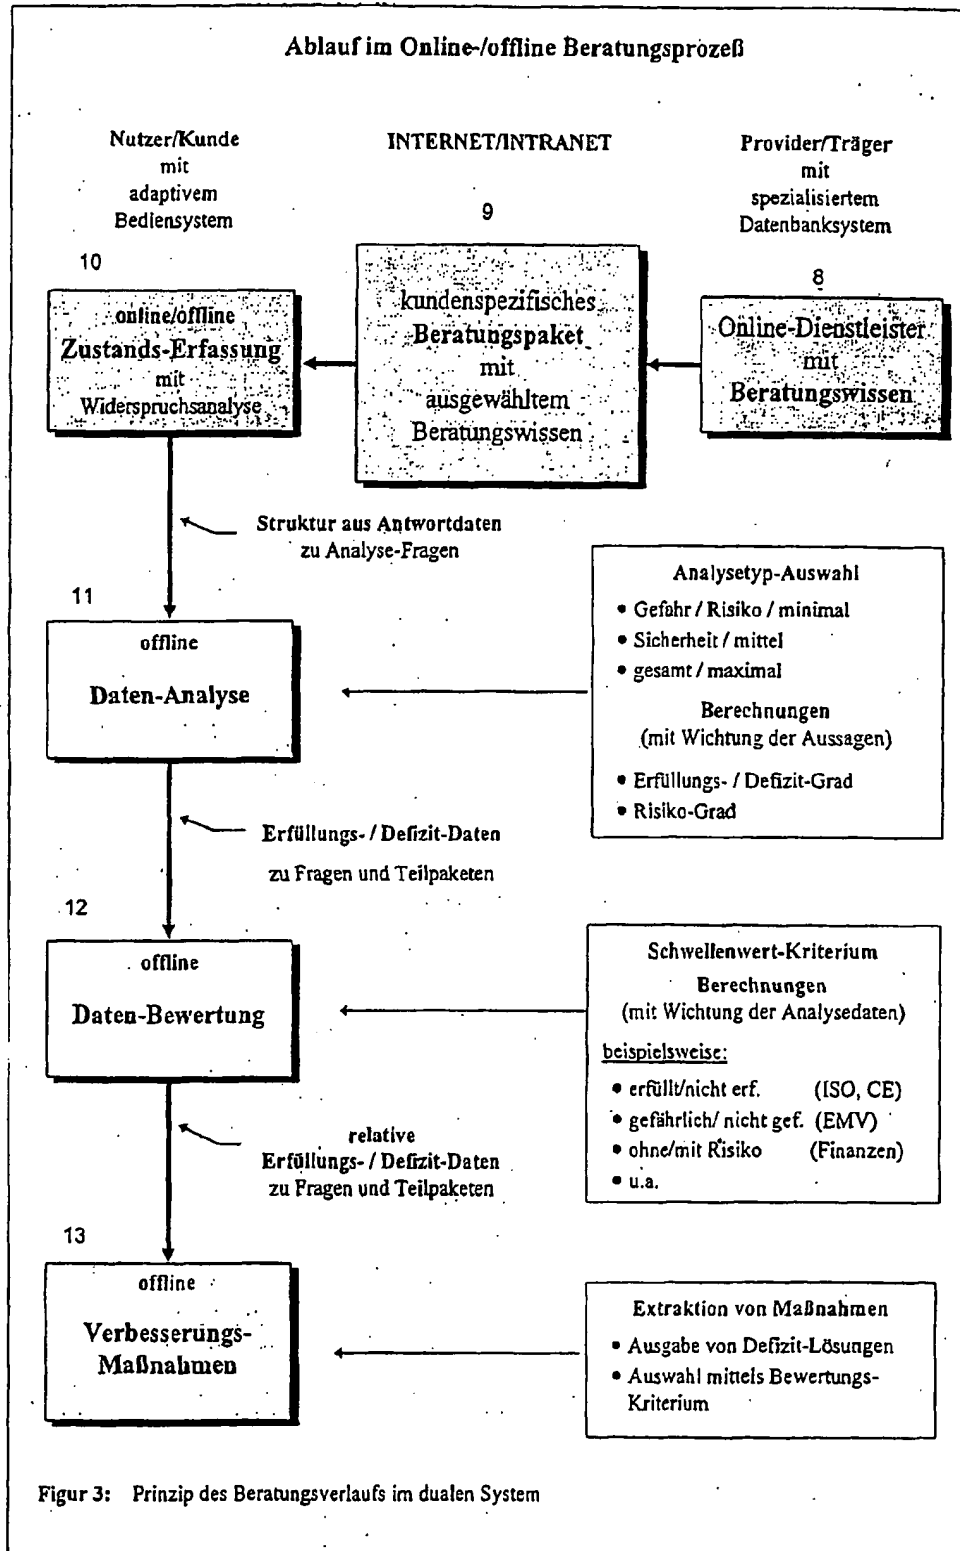 Ablauf im Online-/offline Beratungsprozeß
Nutzer/Kunde
mit
adaptivem
Bediensystem
INTERNET/INTRANET
Provider/Träger
mit
spezialisiertem
Datenbanksystem
9
10
8
online/offline
Zustands-Erfassung
mit
Widerspruchsanalyse
kundenspezifisches
Beratungspaket
mit
ausgewähltem
Beratungswissen
Online-Dienstleister
mit
Beratungswissen
Struktur aus Antwortdaten
zu Analyse-Fragen
11
offline
Daten-Analyse
Analysetyp-Auswahl
• Gefahr / Risiko / minimal
• Sicherheit / mittel
• gesamt / maximal
Berechnungen
(mit Wichtung der Aussagen)
• Erfüllungs- / Defizit-Grad
• Risiko-Grad
Erfüllungs- / Defizit-Daten
zu Fragen und Teilpaketen
12
offline
Daten-Bewertung
Schwellenwert-Kriterium
Berechnungen
(mit Wichtung der Analysedaten)
beispielsweise:
• erfüllt/nicht erf. (ISO, CE)
• gefährlich/ nicht gef. (EMV)
• ohne/mit Risiko (Finanzen)
• u.a.
relative
Erfüllungs- / Defizit-Daten
zu Fragen und Teilpaketen
13
offline
Verbesserungs-
Maßnahmen
Extraktion von Maßnahmen
• Ausgabe von Defizit-Lösungen
• Auswahl mittels Bewertungs-
Kriterium
Figur 3: Prinzip des Beratungsverlaufs im dualen System